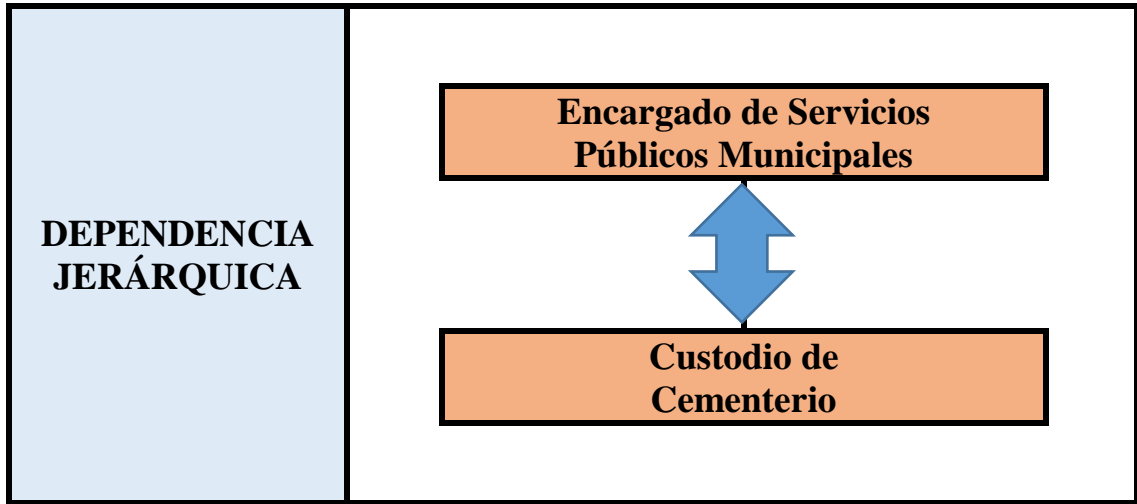 DEPENDENCIA
JERÁRQUICA
Encargado de Servicios
Públicos Municipales
Custodio de
Cementerio